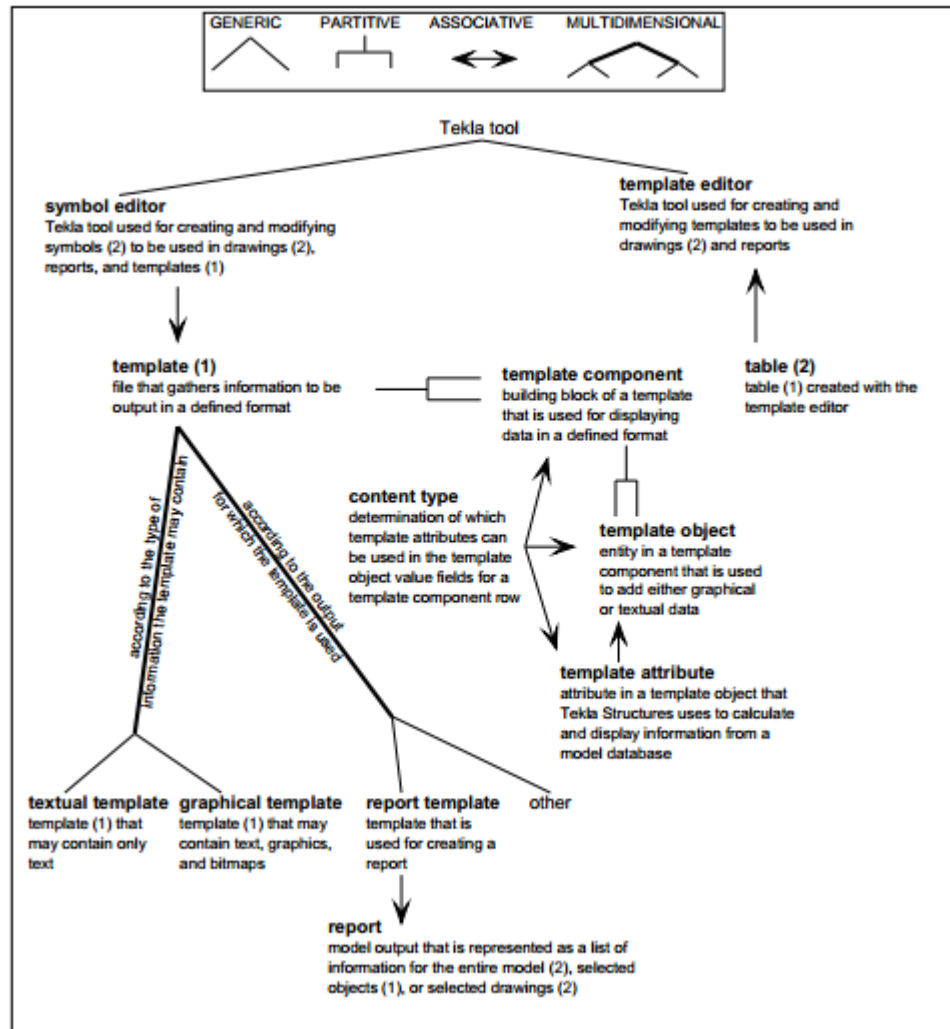 GENERIC
PARTITIVE
ASSOCIATIVE
MULTIDIMENSIONAL
Tekla tool
symbol editor
Tekla tool used for creating and modifying
symbols (2) to be used in drawings (2),
reports, and templates (1)
template editor
Tekla tool used for creating and
modifying templates to be used in
drawings (2) and reports
template (1)
file that gathers information to be
output in a defined format
template component
building block of a template
that is used for displaying
data in a defined format
table (2)
table (1) created with the
template editor
according to the type of
information the template may contain
according to the output
for which the template is used
content type
determination of which
template attributes can
be used in the template
object value fields for a
template component row
template object
entity in a template
component that is used
to add either graphical
or textual data
template attribute
attribute in a template object that
Tekla Structures uses to calculate
and display information from a
model database
textual template
template (1) that
may contain only
text
graphical template
template (1) that may
contain text, graphics,
and bitmaps
report template
template that is
used for creating a
report
other
report
model output that is represented as a list of
information for the entire model (2), selected
objects (1), or selected drawings (2)